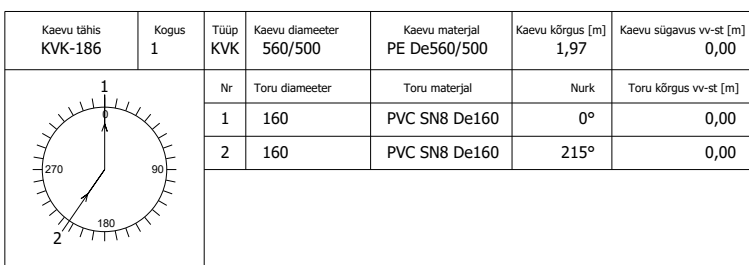 Kaevu tähis Kogus Tüüp Kaevu diameeter Kaevu materjal Kaevu kõrgus [m] Kaevu sügavus vv-st [m]
KVK-186 1 KVK 560/500 PE De560/500 1,97 0,00
Nr Toru diameeter Toru materjal Nurk Toru kõrgus vv-st [m]
1 160 PVC SN8 De160 0° 0,00
2 160 PVC SN8 De160 215° 0,00
1
0
270 90
180
2